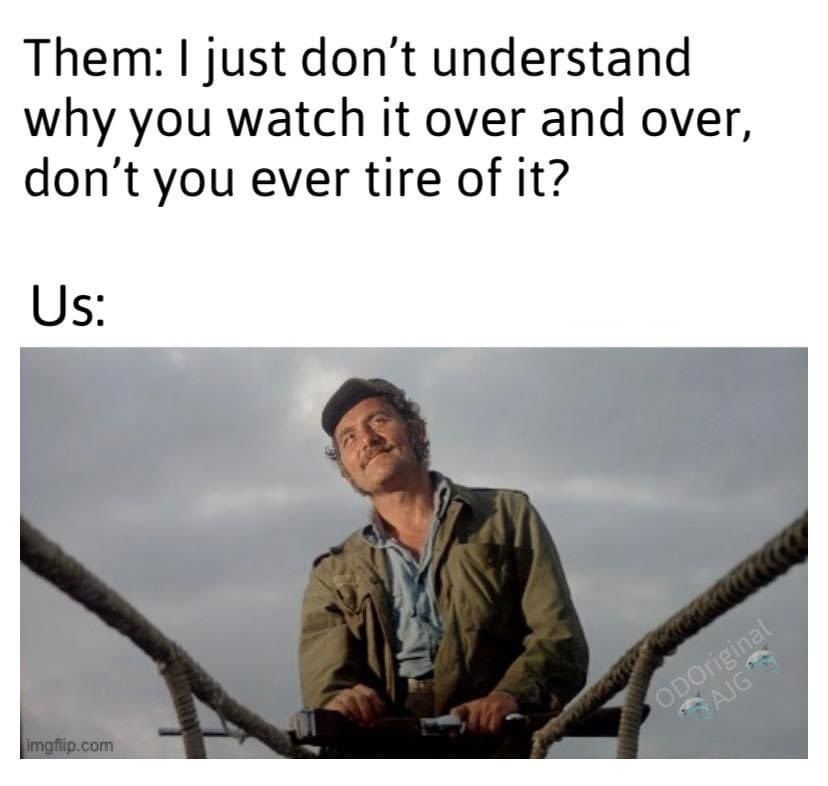 Them: I just don’t understand
why you watch it over and over,
don’t you ever tire of it?
Us:
ODOriginal
AJG
imgflip.com